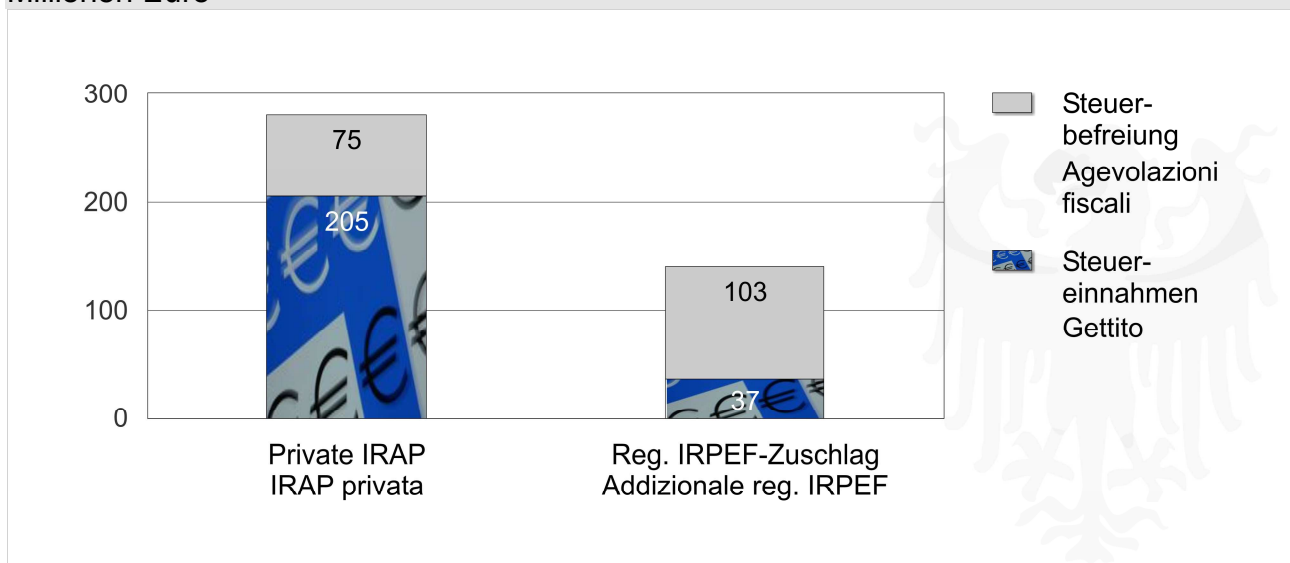 Millionen Euro
300
200
100
0
75
205
103
37
Private IRAP
IRAP privata
Reg. IRPEF-Zuschlag
Addizionale reg. IRPEF
Steuer-
befreiung
Agevolazioni
fiscali
Steuer-
einnahmen
Gettito